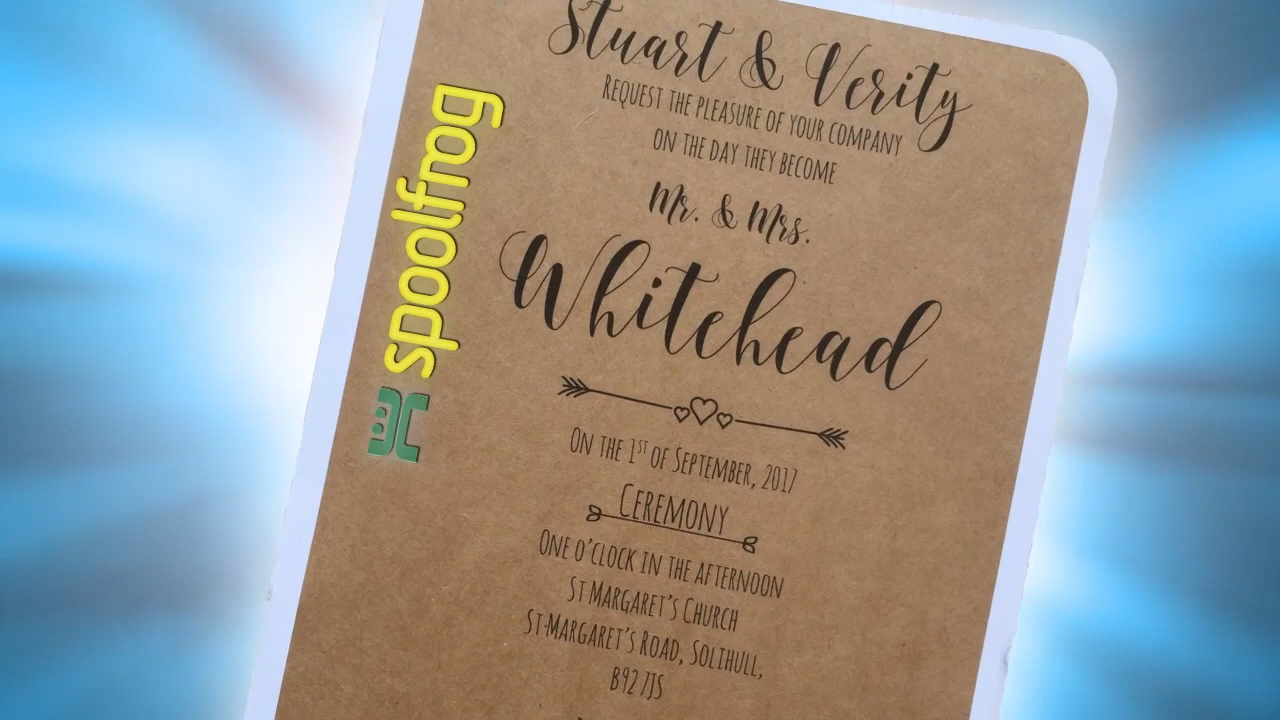 Stuart & Verity
REQUEST THE PLEASURE OF YOUR COMPANY
ON THE DAY THEY BECOME
Mr. & Mrs.
Whitehead
ON THE 1ST OF SEPTEMBER, 2017
CEREMONY
ONE O'CLOCK IN THE AFTERNOON
ST MARGARET'S CHURCH
ST-MARGARET'S ROAD, SOLIHULL,
B92 7JS
spoolfrog